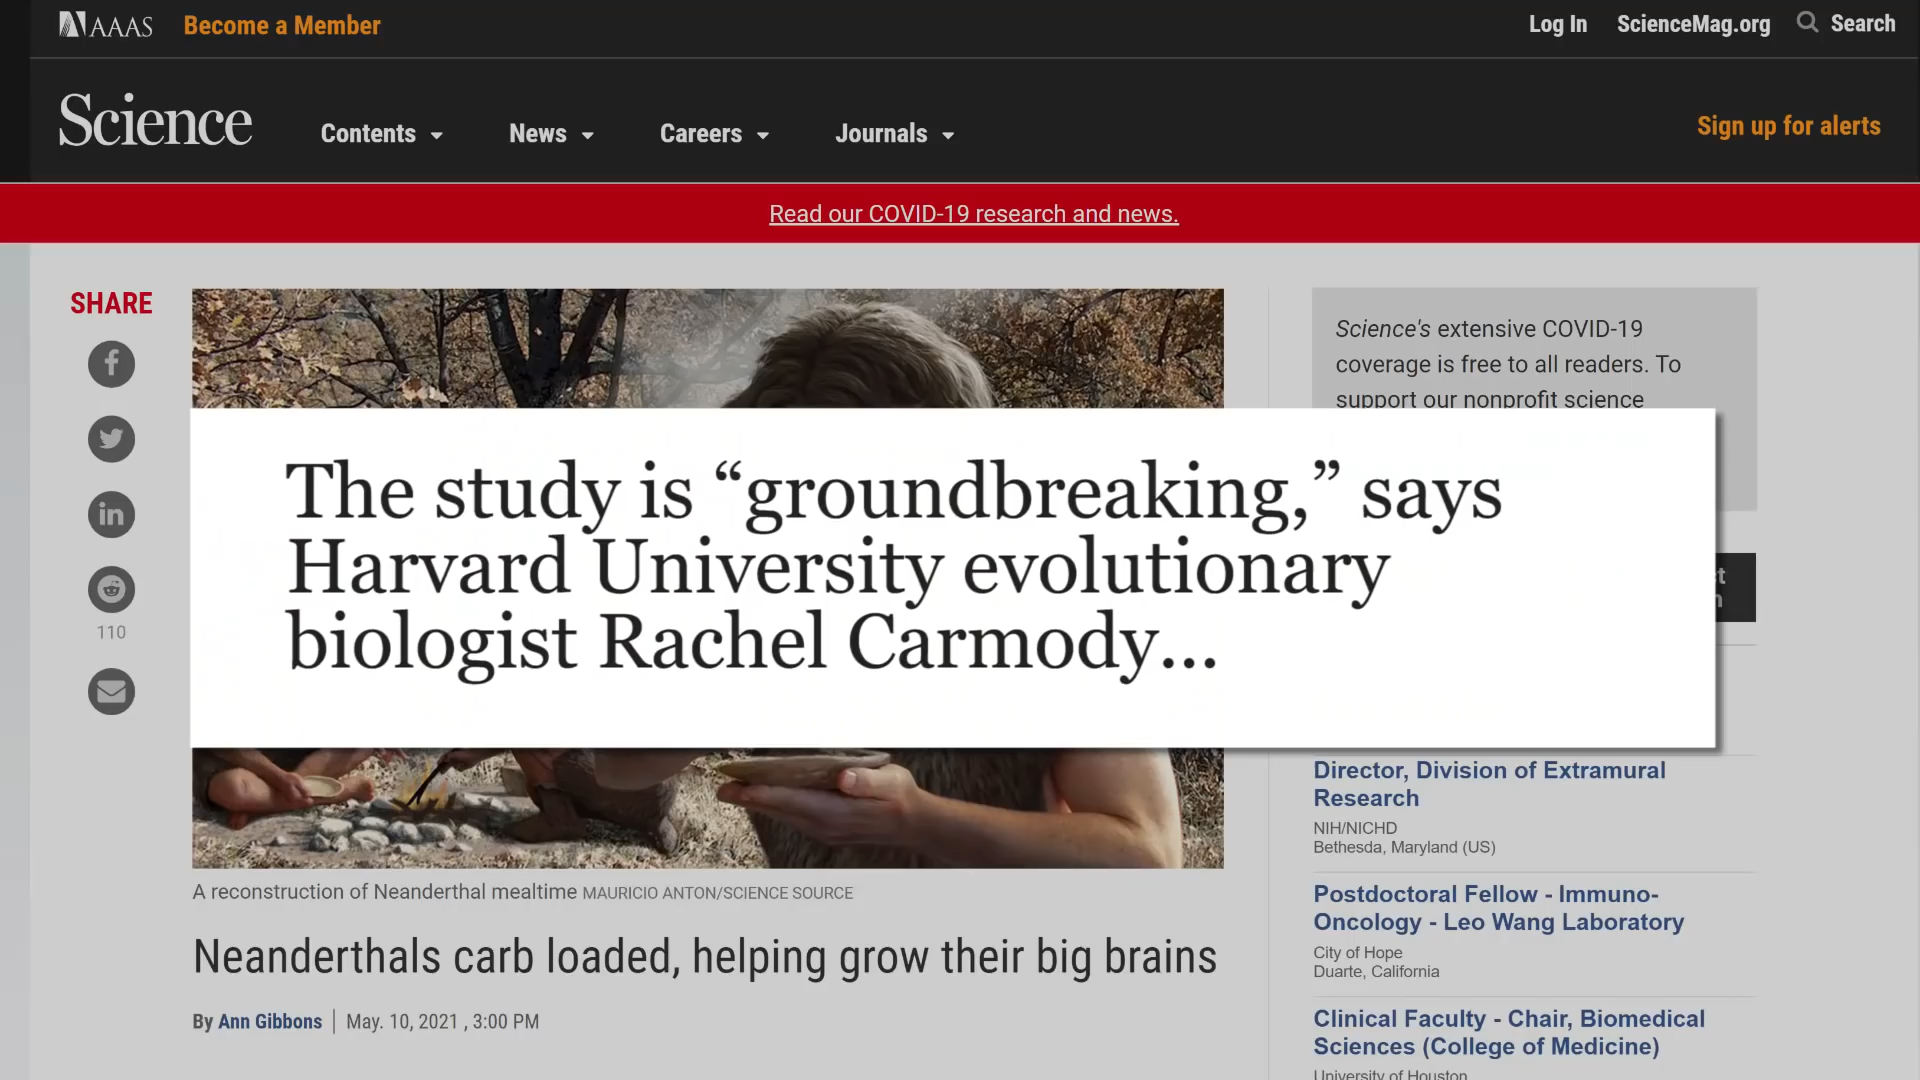 AAAS Become a Member Log In ScienceMag.org Search
Science Contents News Careers Journals Sign up for alerts
Read our COVID-19 research and news.
SHARE
110
Science's extensive COVID-19
coverage is free to all readers. To
support our nonprofit science
The study is “groundbreaking,” says
Harvard University evolutionary
biologist Rachel Carmody...
A reconstruction of Neanderthal mealtime MAURICIO ANTON/SCIENCE SOURCE
Neanderthals carb loaded, helping grow their big brains
By Ann Gibbons | May. 10, 2021 , 3:00 PM
Director, Division of Extramural
Research
NIH/NICHD
Bethesda, Maryland (US)
Postdoctoral Fellow - Immuno-
Oncology - Leo Wang Laboratory
City of Hope
Duarte, California
Clinical Faculty - Chair, Biomedical
Sciences (College of Medicine)
University of Houston